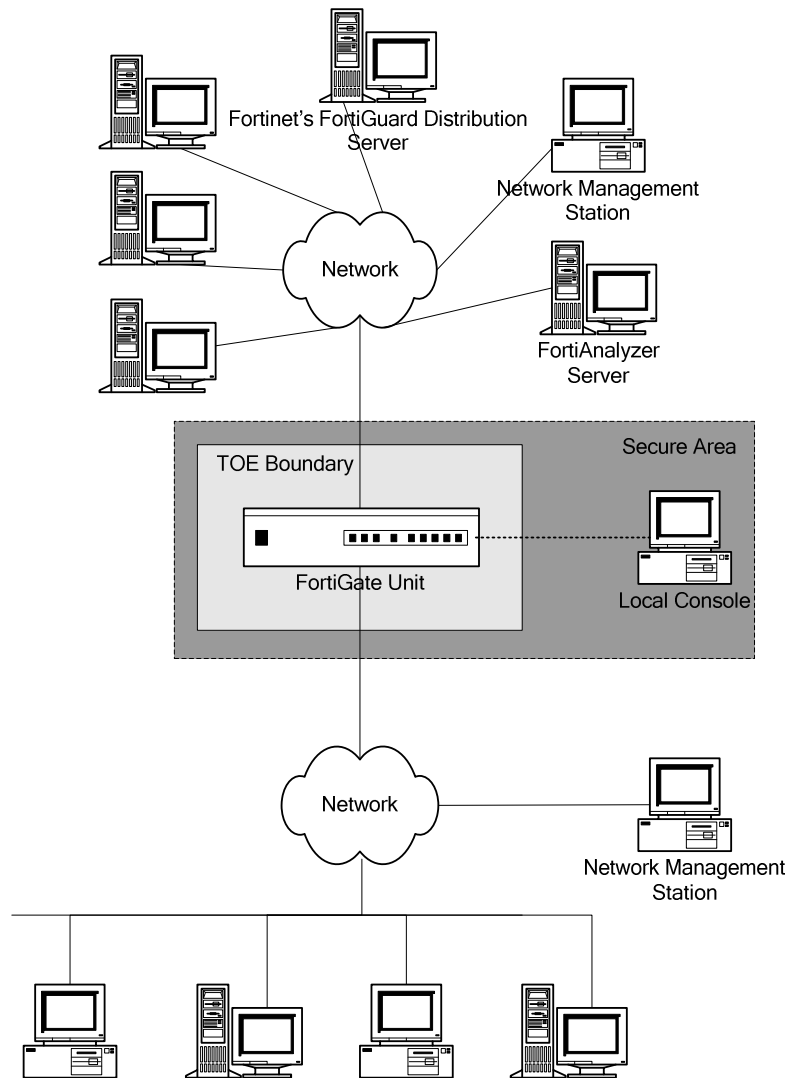 Fortinet's FortiGuard Distribution
Server
Network Management
Station
Network
FortiAnalyzer
Server
Secure Area
TOE Boundary
FortiGate Unit
Local Console
Network
Network Management
Station